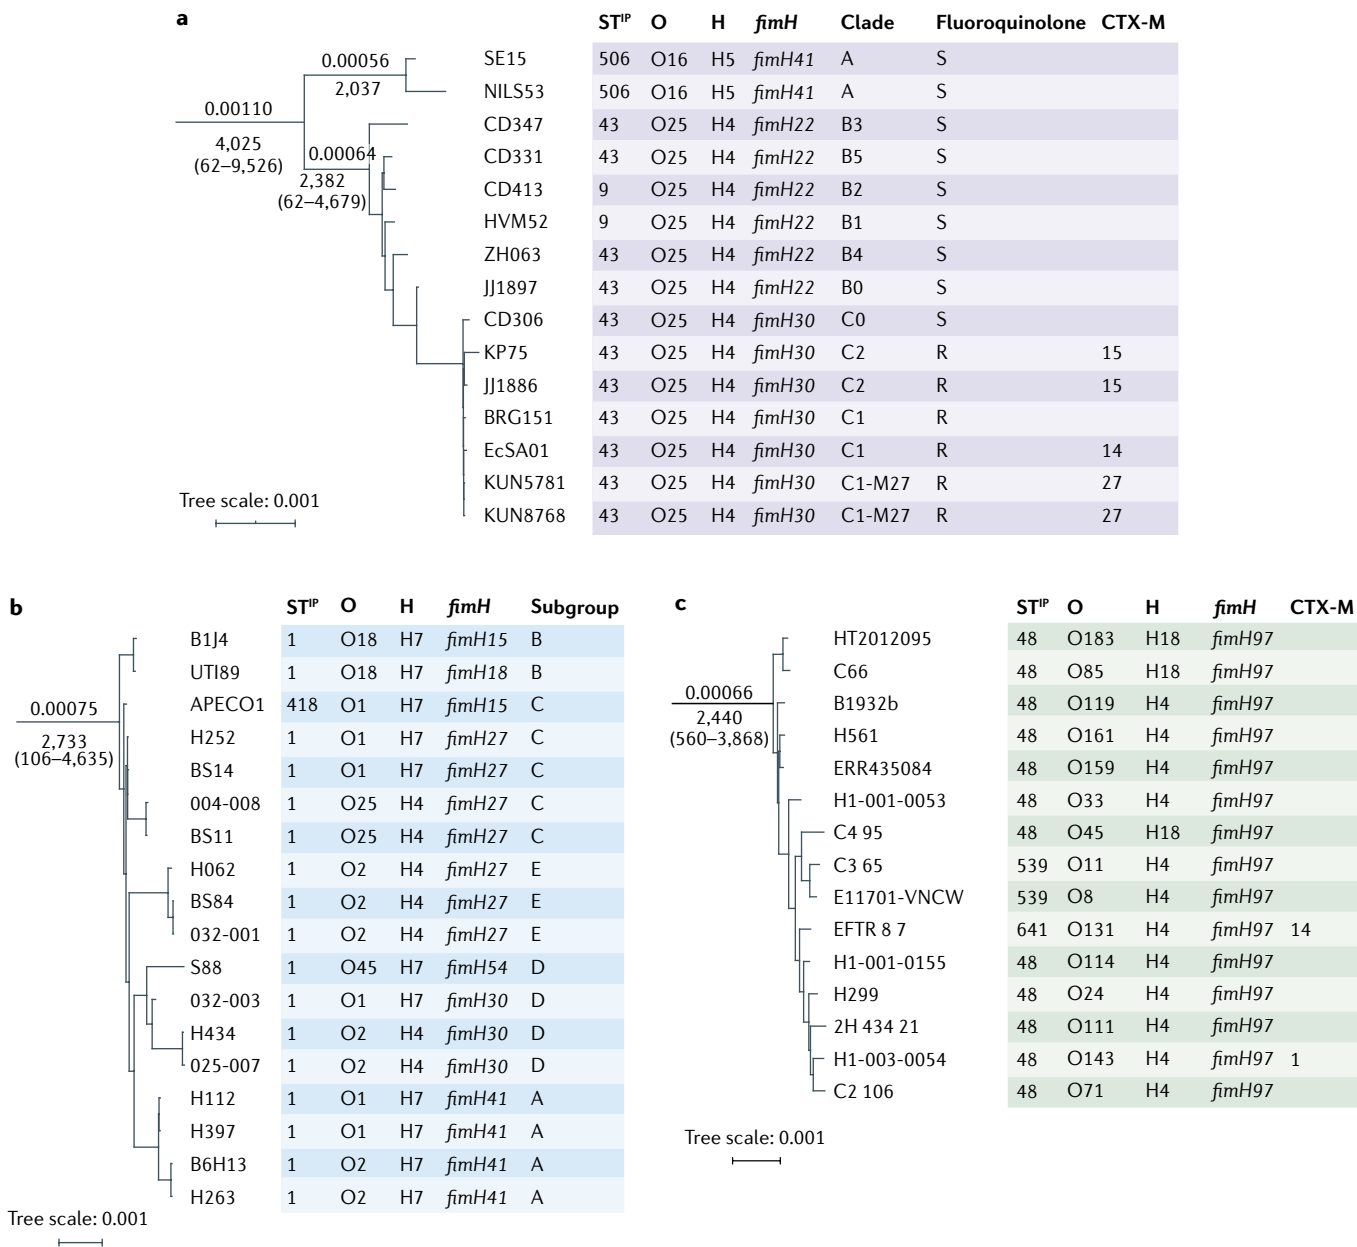 a
ST^IP O H fimH Clade Fluoroquinolone CTX-M
0.00110
4,025
(62–9,526)
0.00056
2,037
0.00064
2,382
(62–4,679)
SE15 506 O16 H5 fimH41 A S
NILS53 506 O16 H5 fimH41 A S
CD347 43 O25 H4 fimH22 B3 S
CD331 43 O25 H4 fimH22 B5 S
CD413 9 O25 H4 fimH22 B2 S
HVM52 9 O25 H4 fimH22 B1 S
ZH063 43 O25 H4 fimH22 B4 S
JJ1897 43 O25 H4 fimH22 B0 S
CD306 43 O25 H4 fimH30 C0 S
KP75 43 O25 H4 fimH30 C2 R 15
JJ1886 43 O25 H4 fimH30 C2 R 15
BRG151 43 O25 H4 fimH30 C1 R
EcSA01 43 O25 H4 fimH30 C1 R 14
KUN5781 43 O25 H4 fimH30 C1-M27 R 27
KUN8768 43 O25 H4 fimH30 C1-M27 R 27
Tree scale: 0.001
b
ST^IP O H fimH Subgroup
0.00075
2,733
(106–4,635)
B1J4 1 O18 H7 fimH15 B
UTI89 1 O18 H7 fimH18 B
APECO1 418 O1 H7 fimH15 C
H252 1 O1 H7 fimH27 C
BS14 1 O1 H7 fimH27 C
004-008 1 O25 H4 fimH27 C
BS11 1 O25 H4 fimH27 C
H062 1 O2 H4 fimH27 E
BS84 1 O2 H4 fimH27 E
032-001 1 O2 H4 fimH27 E
S88 1 O45 H7 fimH54 D
032-003 1 O1 H7 fimH30 D
H434 1 O2 H4 fimH30 D
025-007 1 O2 H4 fimH30 D
H112 1 O1 H7 fimH41 A
H397 1 O1 H7 fimH41 A
B6H13 1 O2 H7 fimH41 A
H263 1 O2 H7 fimH41 A
Tree scale: 0.001
c
ST^IP O H fimH CTX-M
0.00066
2,440
(560–3,868)
HT2012095 48 O183 H18 fimH97
C66 48 O85 H18 fimH97
B1932b 48 O119 H4 fimH97
H561 48 O161 H4 fimH97
ERR435084 48 O159 H4 fimH97
H1-001-0053 48 O33 H4 fimH97
C4 95 48 O45 H18 fimH97
C3 65 539 O11 H4 fimH97
E11701-VNCW 539 O8 H4 fimH97
EFTR 8 7 641 O131 H4 fimH97 14
H1-001-0155 48 O114 H4 fimH97
H299 48 O24 H4 fimH97
2H 434 21 48 O111 H4 fimH97
H1-003-0054 48 O143 H4 fimH97 1
C2 106 48 O71 H4 fimH97
Tree scale: 0.001